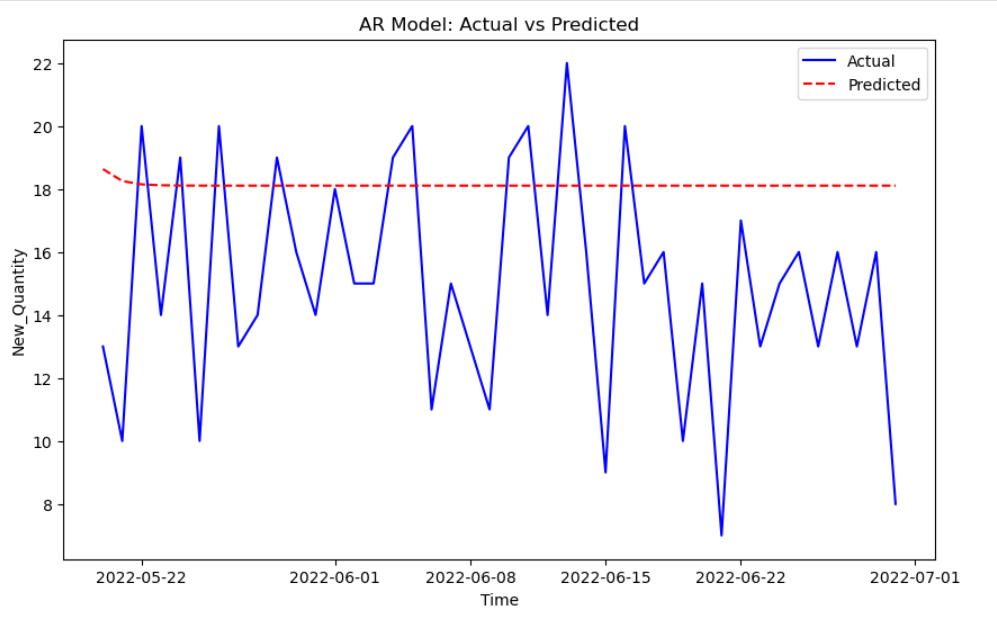 AR Model: Actual vs Predicted
Actual
Predicted
22
20
18
16
14
12
10
8
New_Quantity
2022-05-22 2022-06-01 2022-06-08 2022-06-15 2022-06-22 2022-07-01
Time